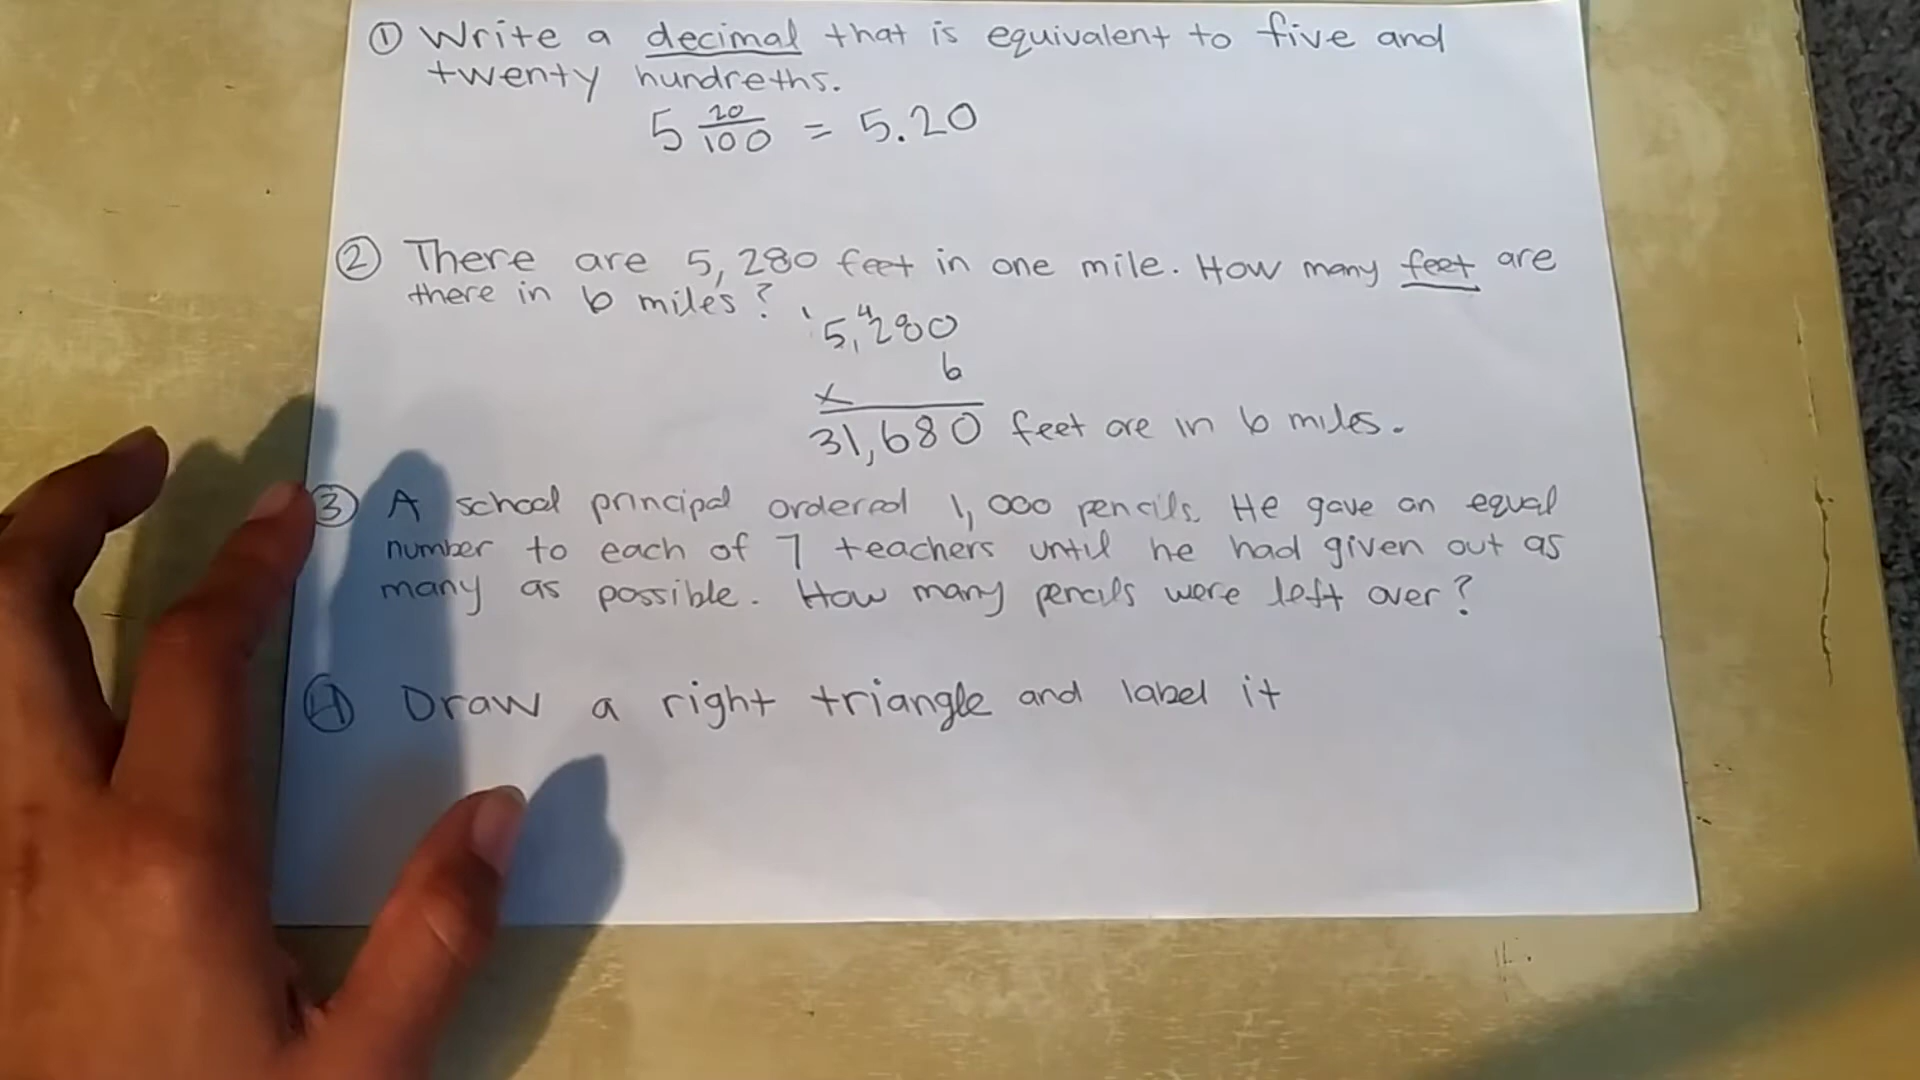 ① Write a decimal that is equivalent to five and
twenty hundreths.
5 20/100 = 5.20
② There are 5,280 feet in one mile. How many feet are
there in 6 miles?
1 4
5,280
x 6
31,680 feet are in 6 miles.
③ A school principal ordered 1,000 pencils. He gave an equal
number to each of 7 teachers until he had given out as
many as possible. How many pencils were left over?
④ Draw a right triangle and label it